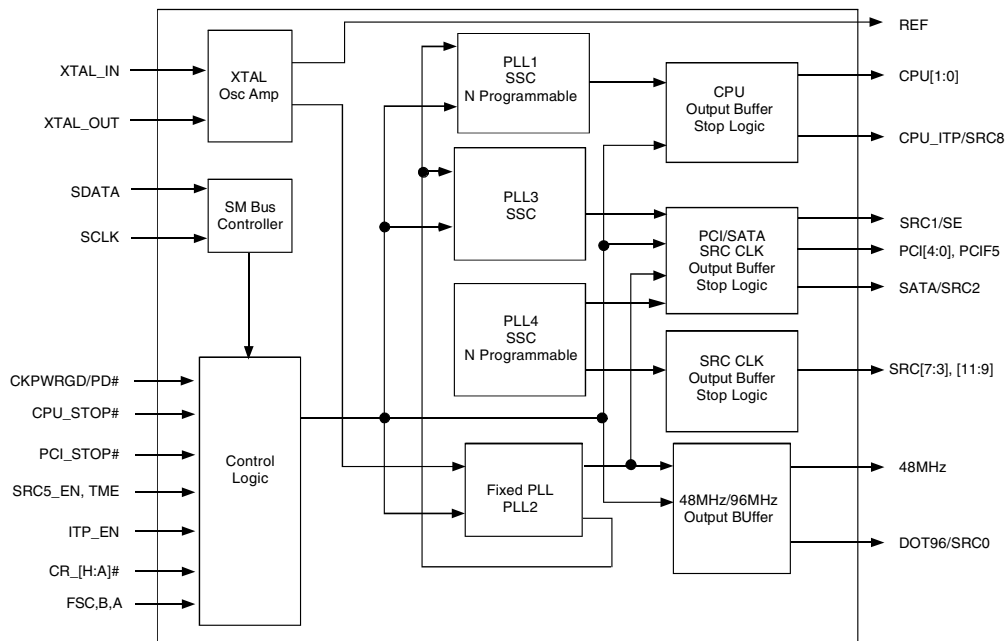 REF
XTAL_IN
XTAL
Osc Amp
XTAL_OUT
PLL1
SSC
N Programmable
CPU
Output Buffer
Stop Logic
CPU[1:0]
CPU_ITP/SRC8
SDATA
SCLK
SM Bus
Controller
PLL3
SSC
PCI/SATA
SRC CLK
Output Buffer
Stop Logic
SRC1/SE
PCI[4:0], PCIF5
SATA/SRC2
PLL4
SSC
N Programmable
SRC CLK
Output Buffer
Stop Logic
SRC[7:3], [11:9]
CKPWRGD/PD#
CPU_STOP#
PCI_STOP#
SRC5_EN, TME
ITP_EN
CR_[H:A]#
FSC,B,A
Control
Logic
Fixed PLL
PLL2
48MHz/96MHz
Output BUffer
48MHz
DOT96/SRC0